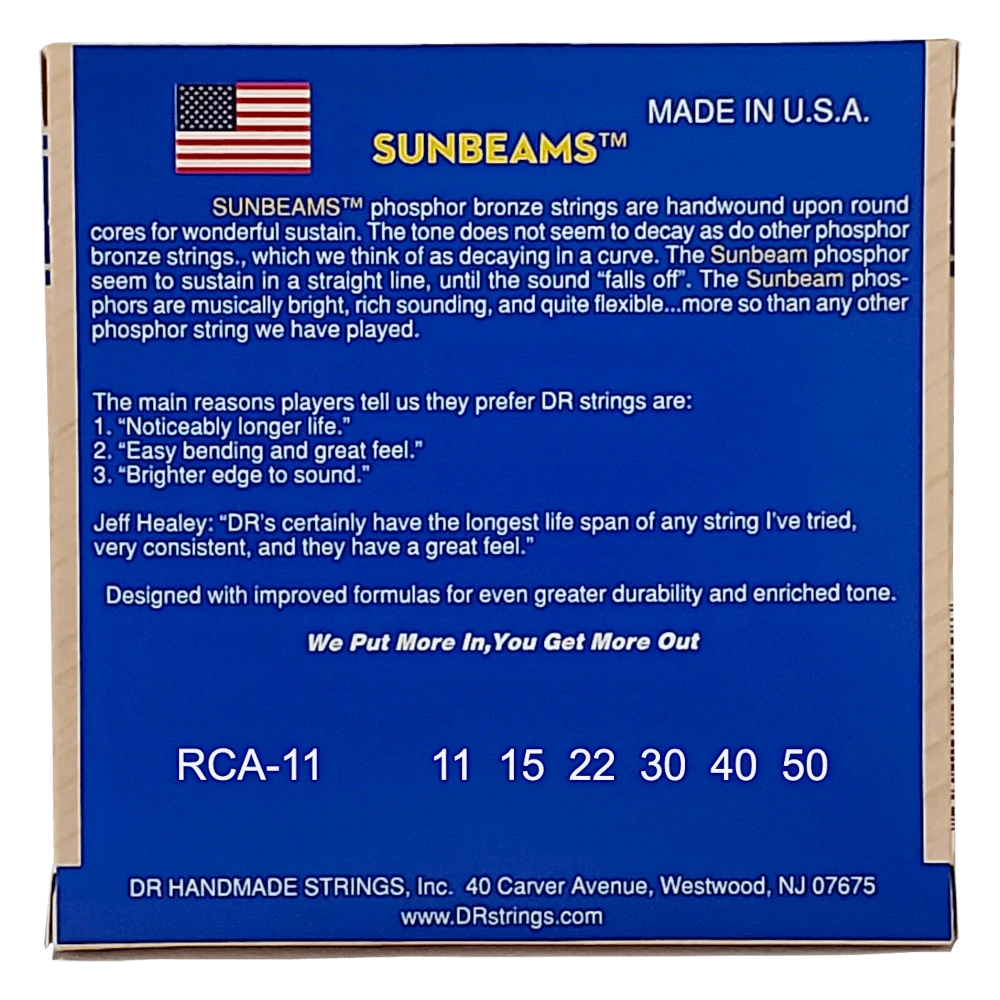 MADE IN U.S.A.
SUNBEAMS™
SUNBEAMS™ phosphor bronze strings are handwound upon round
cores for wonderful sustain. The tone does not seem to decay as do other phosphor
bronze strings., which we think of as decaying in a curve. The Sunbeam phosphor
seem to sustain in a straight line, until the sound “falls off”. The Sunbeam phos-
phors are musically bright, rich sounding, and quite flexible...more so than any other
phosphor string we have played.
The main reasons players tell us they prefer DR strings are:
1. “Noticeably longer life.”
2. “Easy bending and great feel.”
3. “Brighter edge to sound.”
Jeff Healey: “DR’s certainly have the longest life span of any string I’ve tried,
very consistent, and they have a great feel.”
Designed with improved formulas for even greater durability and enriched tone.
We Put More In,You Get More Out
RCA-11 11 15 22 30 40 50
DR HANDMADE STRINGS, Inc. 40 Carver Avenue, Westwood, NJ 07675
www.DRstrings.com